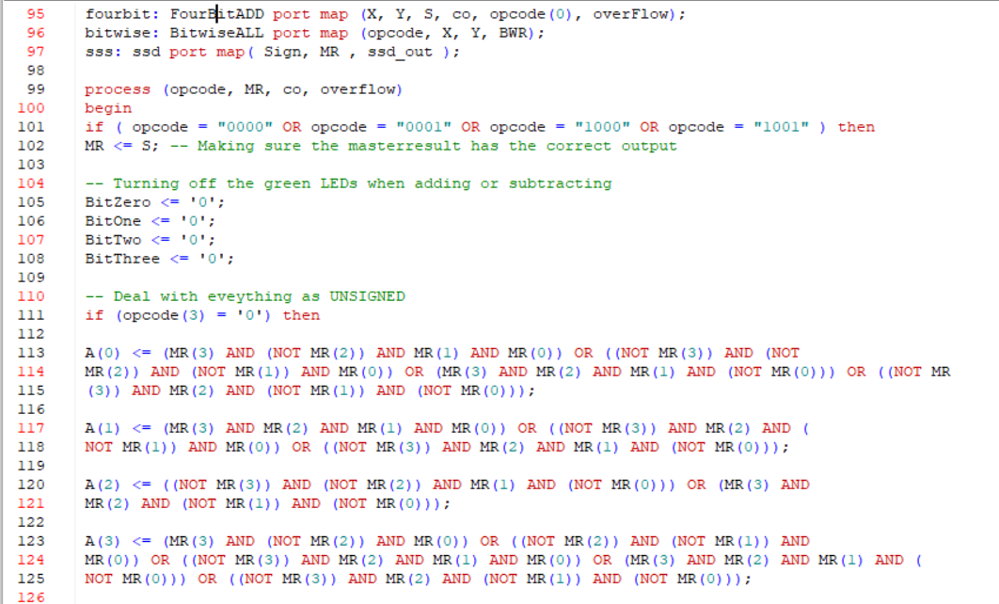 95 fourbit: FourBitADD port map (X, Y, S, co, opcode(0), overFlow);
96 bitwise: BitwiseALL port map (opcode, X, Y, BWR);
97 sss: ssd port map( Sign, MR , ssd_out );
98
99 process (opcode, MR, co, overflow)
100 begin
101 if ( opcode = "0000" OR opcode = "0001" OR opcode = "1000" OR opcode = "1001" ) then
102 MR <= S; -- Making sure the masterresult has the correct output
103
104 -- Turning off the green LEDs when adding or subtracting
105 BitZero <= '0';
106 BitOne <= '0';
107 BitTwo <= '0';
108 BitThree <= '0';
109
110 -- Deal with eveything as UNSIGNED
111 if (opcode(3) = '0') then
112
113 A(0) <= (MR(3) AND (NOT MR(2)) AND MR(1) AND MR(0)) OR ((NOT MR(3)) AND (NOT
114 MR(2)) AND (NOT MR(1)) AND MR(0)) OR (MR(3) AND MR(2) AND MR(1) AND (NOT MR(0))) OR ((NOT MR
115 (3)) AND MR(2) AND (NOT MR(1)) AND (NOT MR(0)));
116
117 A(1) <= (MR(3) AND MR(2) AND MR(1) AND MR(0)) OR ((NOT MR(3)) AND MR(2) AND (
118 NOT MR(1)) AND MR(0)) OR ((NOT MR(3)) AND MR(2) AND MR(1) AND (NOT MR(0)));
119
120 A(2) <= ((NOT MR(3)) AND (NOT MR(2)) AND MR(1) AND (NOT MR(0))) OR (MR(3) AND
121 MR(2) AND (NOT MR(1)) AND (NOT MR(0)));
122
123 A(3) <= (MR(3) AND (NOT MR(2)) AND MR(0)) OR ((NOT MR(2)) AND (NOT MR(1)) AND
124 MR(0)) OR ((NOT MR(3)) AND MR(2) AND MR(1) AND MR(0)) OR (MR(3) AND MR(2) AND MR(1) AND (
125 NOT MR(0))) OR ((NOT MR(3)) AND MR(2) AND (NOT MR(1)) AND (NOT MR(0)));
126